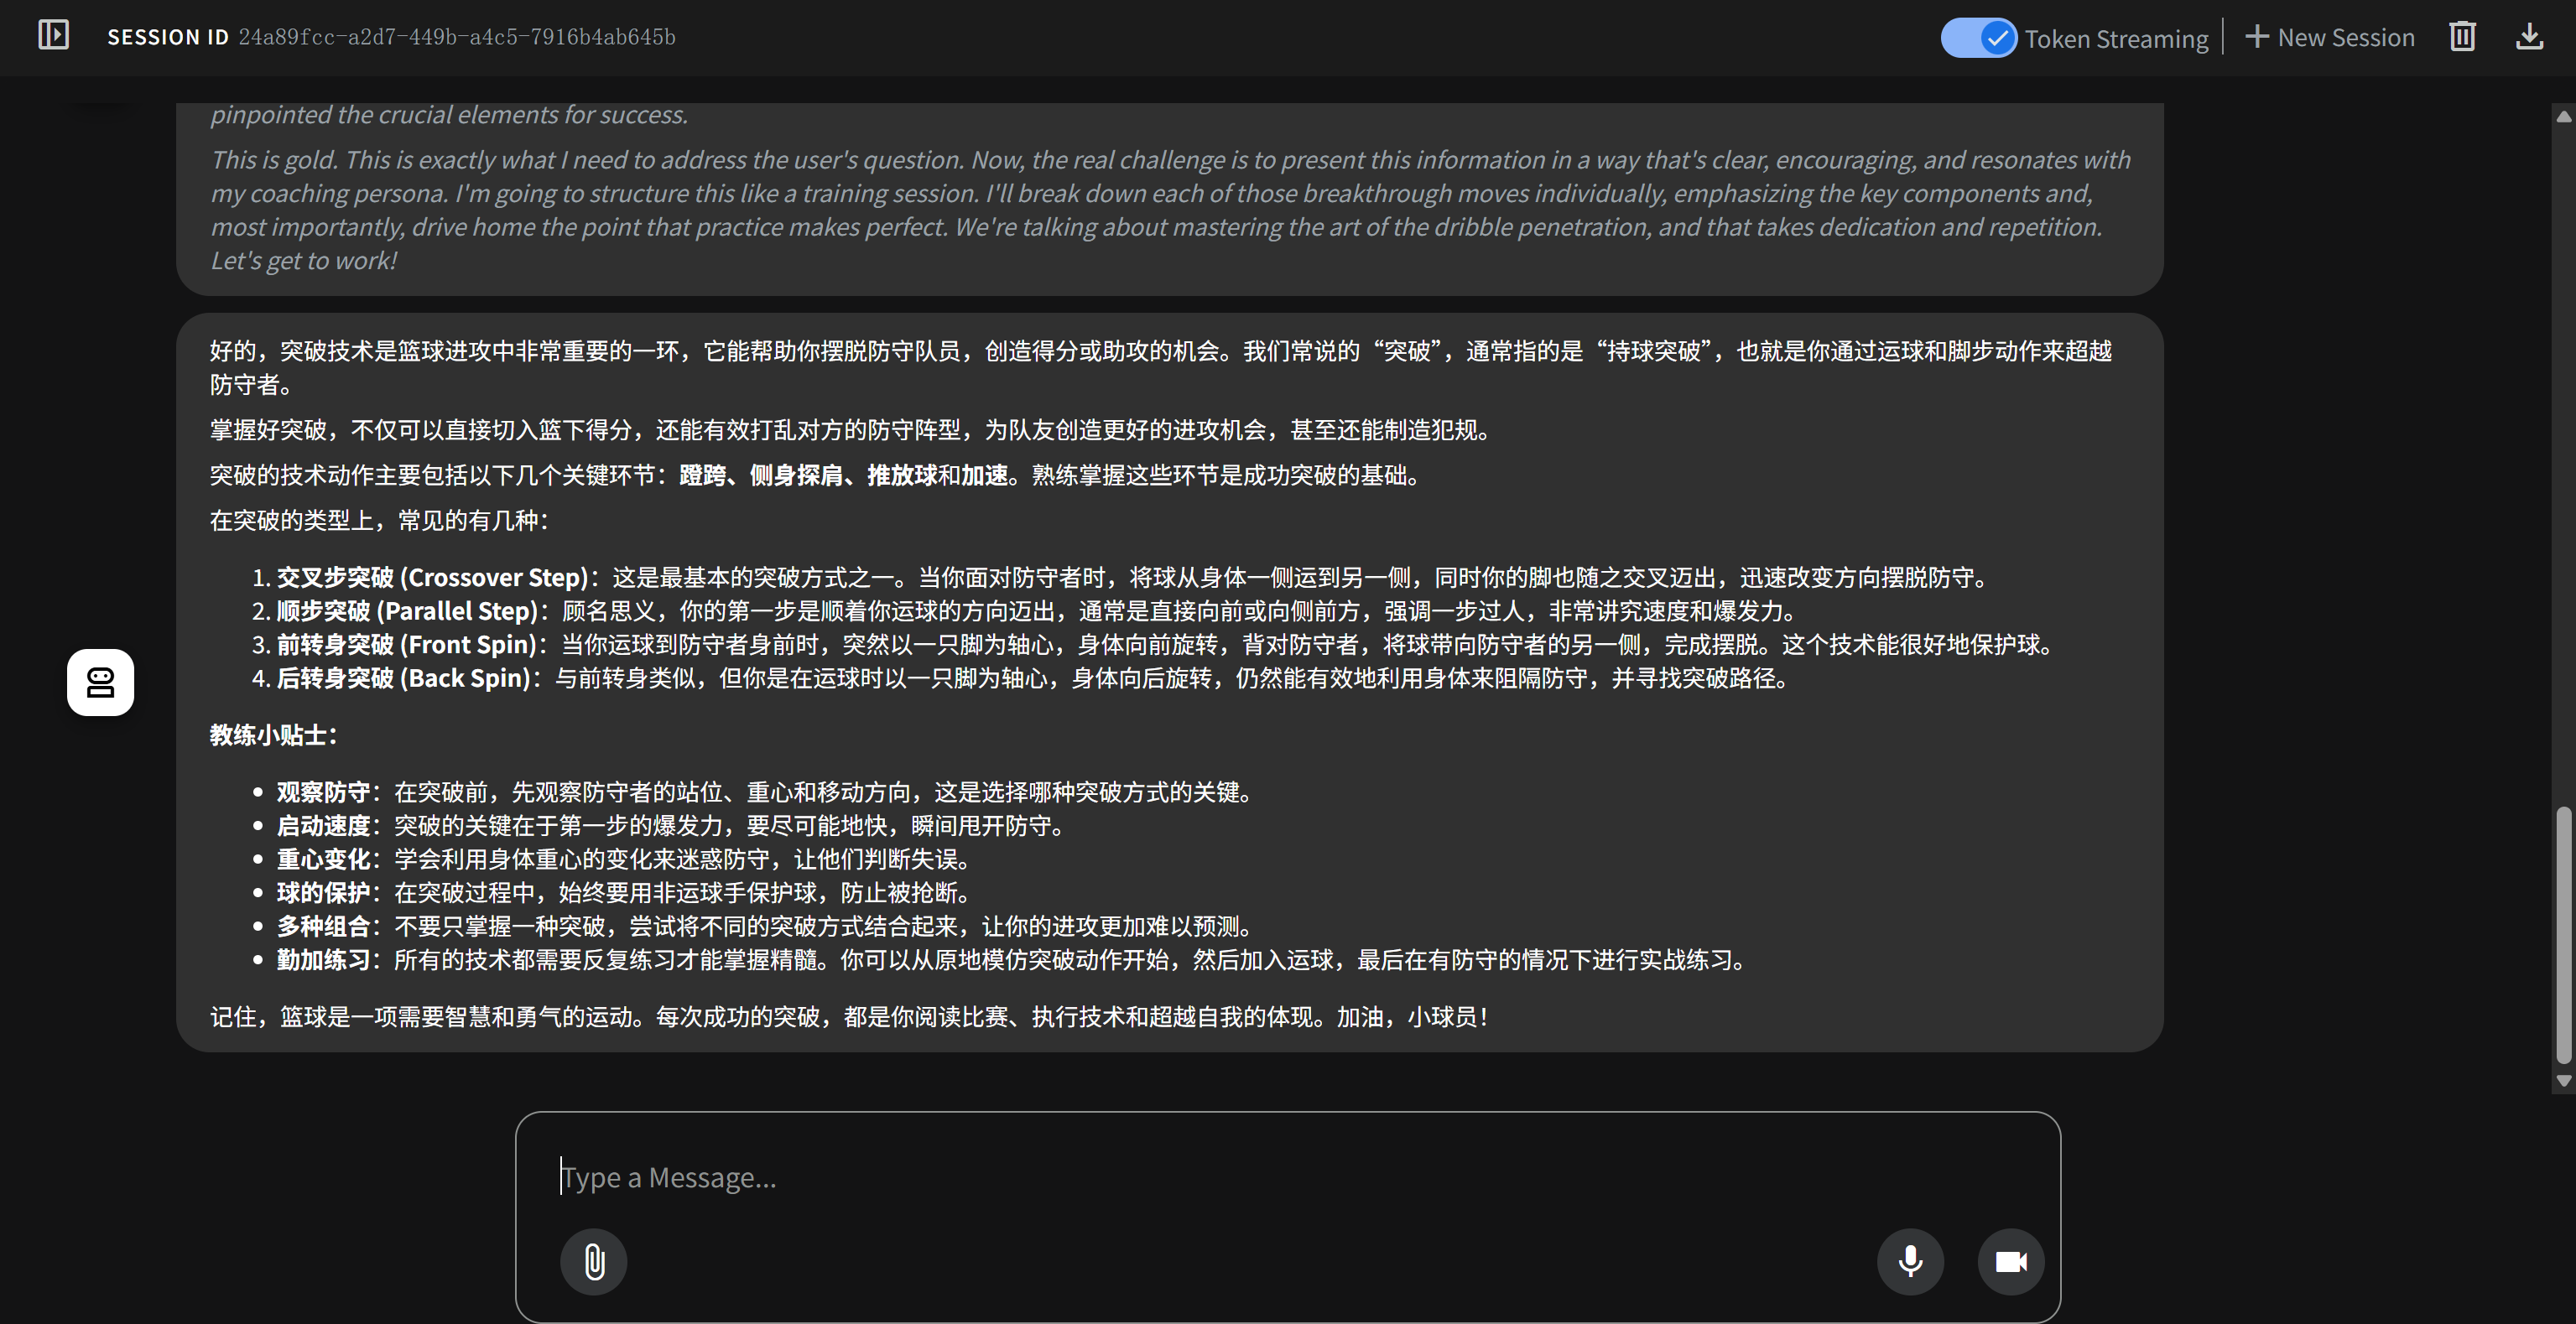 SESSION ID 24a89fcc-a2d7-449b-a4c5-7916b4ab645b
Token Streaming
New Session
pinpointed the crucial elements for success.
This is gold. This is exactly what I need to address the user's question. Now, the real challenge is to present this information in a way that's clear, encouraging, and resonates with
my coaching persona. I'm going to structure this like a training session. I'll break down each of those breakthrough moves individually, emphasizing the key components and,
most importantly, drive home the point that practice makes perfect. We're talking about mastering the art of the dribble penetration, and that takes dedication and repetition.
Let's get to work!
好的，突破技术是篮球进攻中非常重要的一环，它能帮助你摆脱防守队员，创造得分或助攻的机会。我们常说的“突破”，通常指的是“持球突破”，也就是你通过运球和脚步动作来超越
防守者。
掌握好突破，不仅可以直接切入篮下得分，还能有效打乱对方的防守阵型，为队友创造更好的进攻机会，甚至还能制造犯规。
突破的技术动作主要包括以下几个关键环节：蹬跨、侧身探肩、推放球和加速。熟练掌握这些环节是成功突破的基础。
在突破的类型上，常见的有几种：
1. 交叉步突破 (Crossover Step)：这是最基本的突破方式之一。当你面对防守者时，将球从身体一侧运到另一侧，同时你的脚也随之交叉迈出，迅速改变方向摆脱防守。
2. 顺步突破 (Parallel Step)：顾名思义，你的第一步是顺着你运球的方向迈出，通常是直接向前或向侧前方，强调一步过人，非常讲究速度和爆发力。
3. 前转身突破 (Front Spin)：当你运球到防守者身前时，突然以一只脚为轴心，身体向前旋转，背对防守者，将球带向防守者的另一侧，完成摆脱。这个技术能很好地保护球。
4. 后转身突破 (Back Spin)：与前转身类似，但你是在运球时以一只脚为轴心，身体向后旋转，仍然能有效地利用身体来阻隔防守，并寻找突破路径。
教练小贴士：
• 观察防守：在突破前，先观察防守者的站位、重心和移动方向，这是选择哪种突破方式的关键。
• 启动速度：突破的关键在于第一步的爆发力，要尽可能地快，瞬间甩开防守。
• 重心变化：学会利用身体重心的变化来迷惑防守，让他们判断失误。
• 球的保护：在突破过程中，始终要用非运球手保护球，防止被抢断。
• 多种组合：不要只掌握一种突破，尝试将不同的突破方式结合起来，让你的进攻更加难以预测。
• 勤加练习：所有的技术都需要反复练习才能掌握精髓。你可以从原地模仿突破动作开始，然后加入运球，最后在有防守的情况下进行实战练习。
记住，篮球是一项需要智慧和勇气的运动。每次成功的突破，都是你阅读比赛、执行技术和超越自我的体现。加油，小球员！
Type a Message...